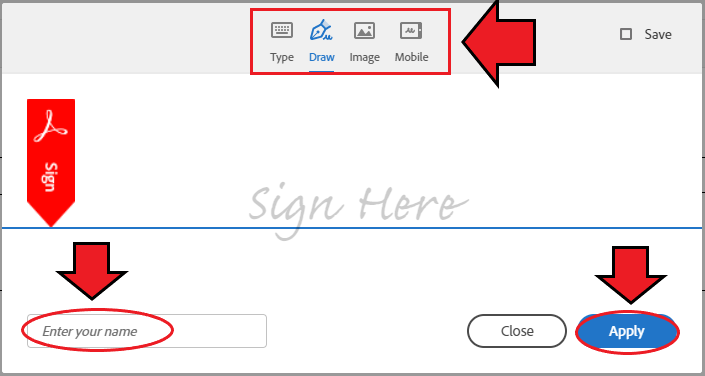 Type Draw Image Mobile Save
Sign
Sign Here
Enter your name Close Apply